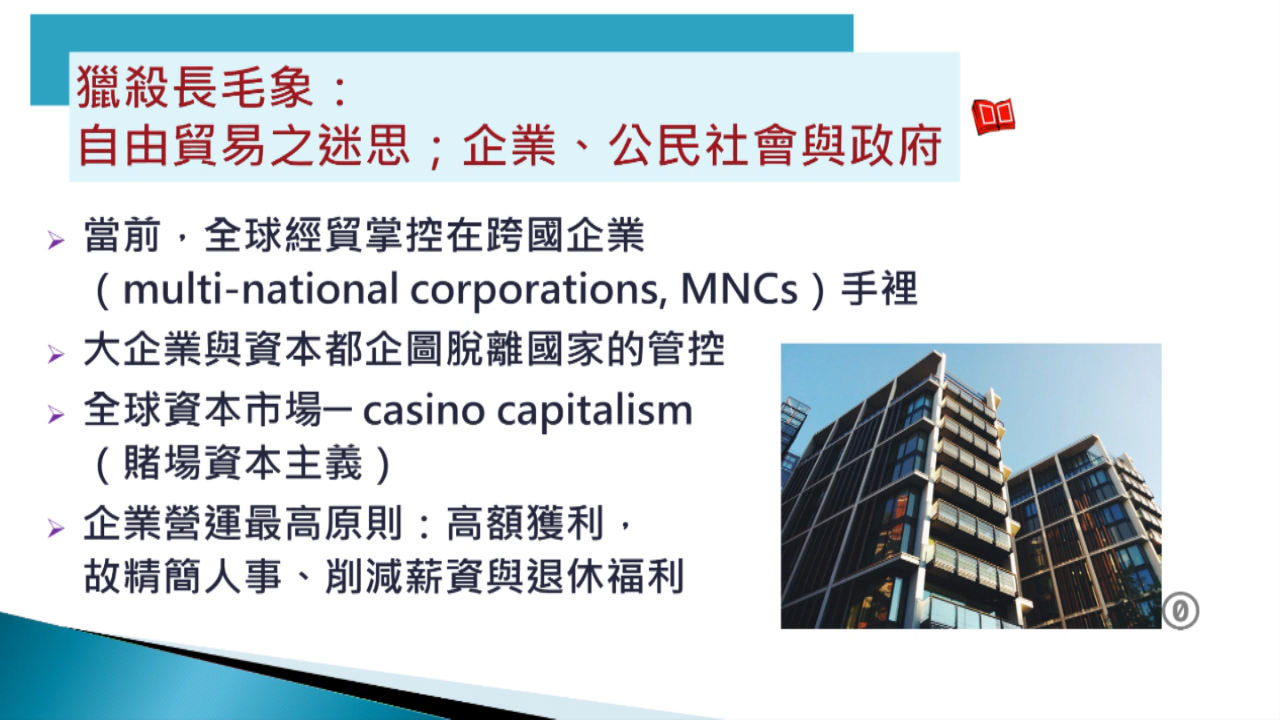 獵殺長毛象：
自由貿易之迷思；企業、公民社會與政府
當前，全球經貿掌控在跨國企業
（multi-national corporations, MNCs）手裡
大企業與資本都企圖脫離國家的管控
全球資本市場─ casino capitalism
（賭場資本主義）
企業營運最高原則：高額獲利，
故精簡人事、削減薪資與退休福利
0